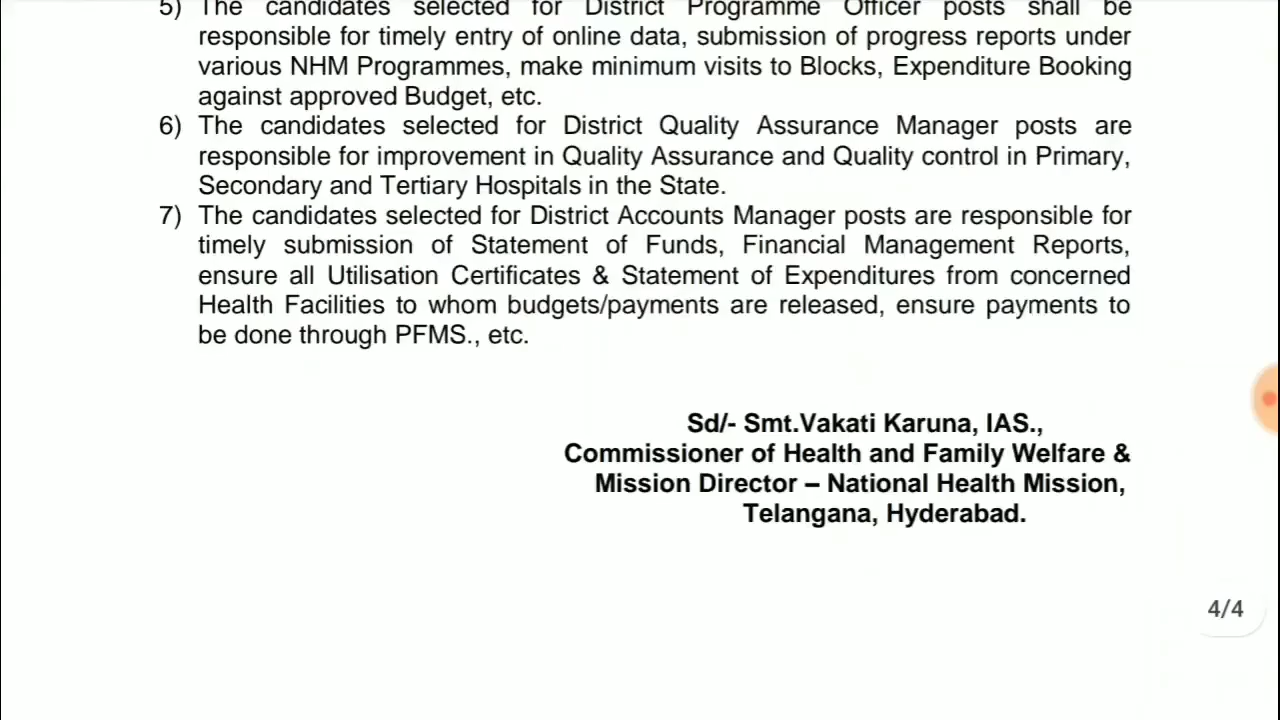 5) The candidates selected for District Programme Officer posts shall be
responsible for timely entry of online data, submission of progress reports under
various NHM Programmes, make minimum visits to Blocks, Expenditure Booking
against approved Budget, etc.
6) The candidates selected for District Quality Assurance Manager posts are
responsible for improvement in Quality Assurance and Quality control in Primary,
Secondary and Tertiary Hospitals in the State.
7) The candidates selected for District Accounts Manager posts are responsible for
timely submission of Statement of Funds, Financial Management Reports,
ensure all Utilisation Certificates & Statement of Expenditures from concerned
Health Facilities to whom budgets/payments are released, ensure payments to
be done through PFMS., etc.
Sd/- Smt.Vakati Karuna, IAS.,
Commissioner of Health and Family Welfare &
Mission Director – National Health Mission,
Telangana, Hyderabad.
4/4